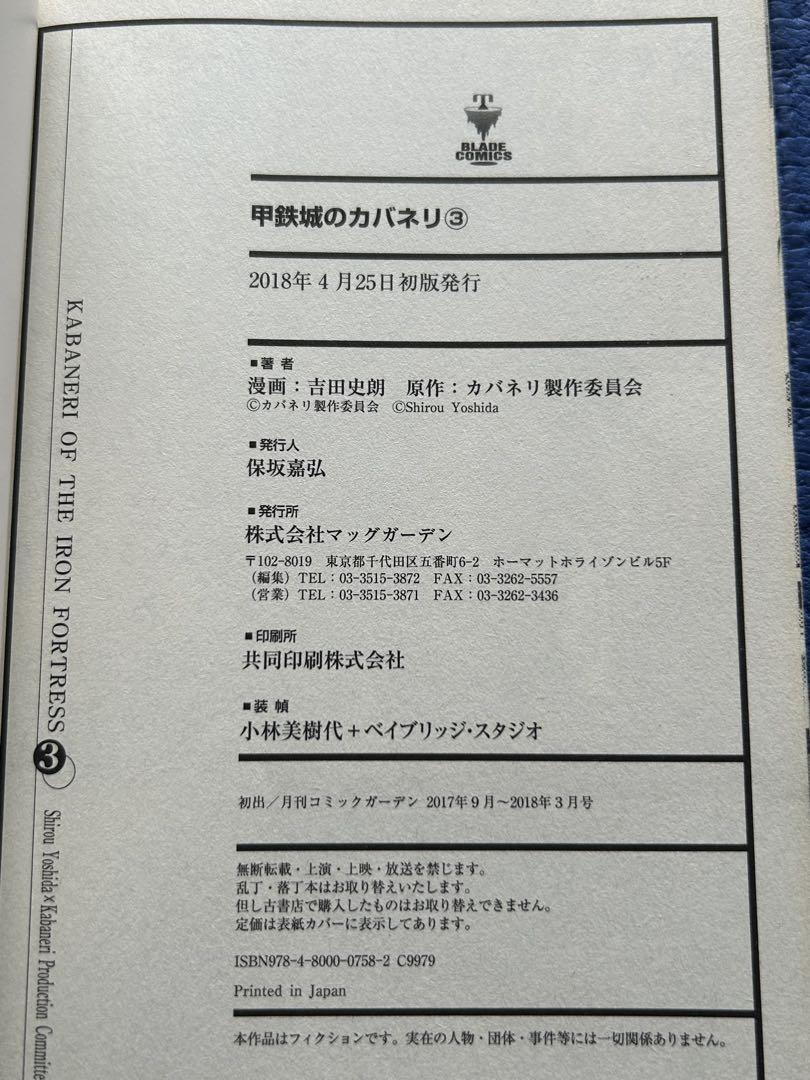 T
BLADE
COMICS
甲鉄城のカバネリ③
2018年4月25日初版発行
■著 者
漫画：吉田史朗　原作：カバネリ製作委員会
Ⓒカバネリ製作委員会　ⒸShirou Yoshida
■発行人
保坂嘉弘
■発行所
株式会社マッグガーデン
〒102-8019　東京都千代田区五番町6-2　ホーマットホライゾンビル5F
（編集）TEL：03-3515-3872　FAX：03-3262-5557
（営業）TEL：03-3515-3871　FAX：03-3262-3436
■印刷所
共同印刷株式会社
■装 幀
小林美樹代＋ベイブリッジ・スタジオ
初出／月刊コミックガーデン 2017年9月～2018年3月号
無断転載・上演・上映・放送を禁じます。
乱丁・落丁本はお取り替えいたします。
但し古書店で購入したものはお取り替えできません。
定価は表紙カバーに表示してあります。
ISBN978-4-8000-0758-2 C9979
Printed in Japan
本作品はフィクションです。実在の人物・団体・事件等には一切関係ありません。
KABANERI OF THE IRON FORTRESS 3
Shirou Yoshida×Kabaneri Production Committe